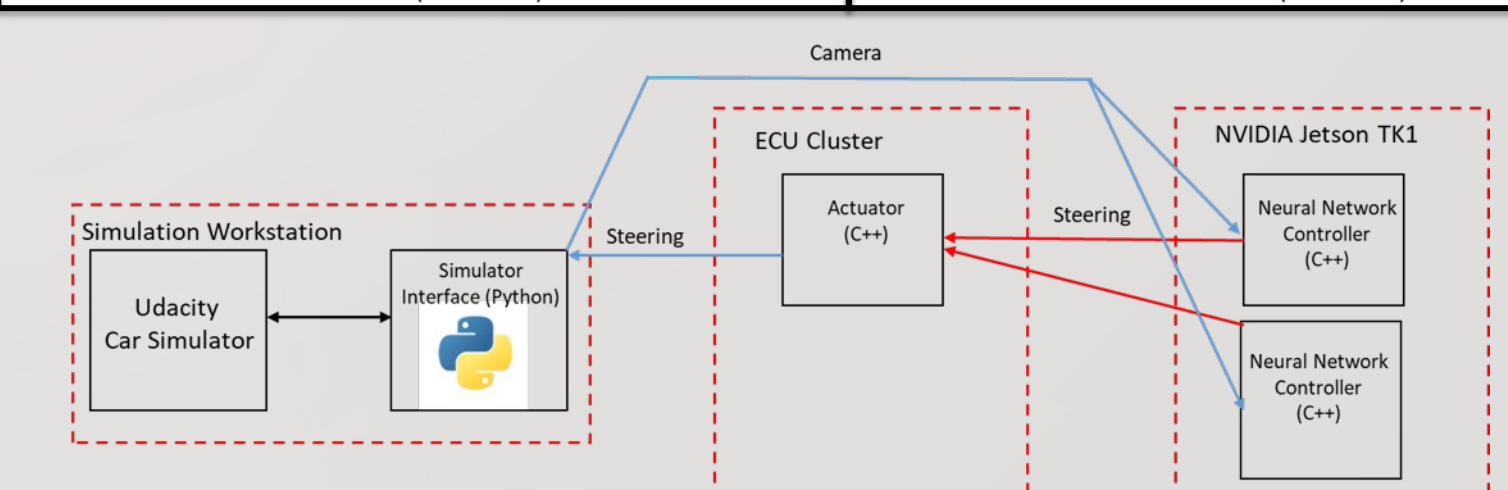 Camera
ECU Cluster
NVIDIA Jetson TK1
Actuator
(C++)
Steering
Neural Network
Controller
(C++)
Simulation Workstation
Steering
Udacity
Car Simulator
Simulator
Interface (Python)
Neural Network
Controller
(C++)